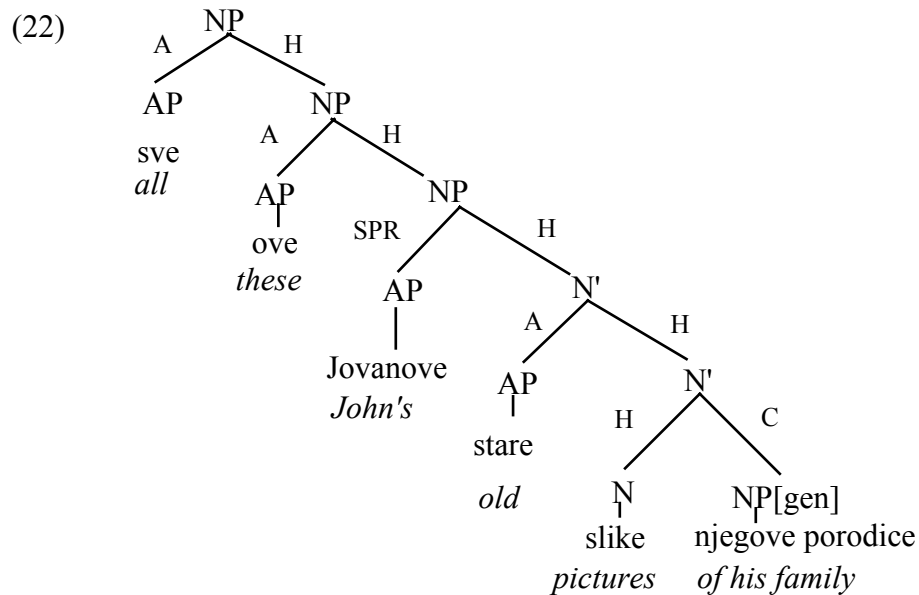 (22) NP
A H
AP NP
sve A H
all
AP NP
ove SPR H
these
AP N'
A H
Jovanove AP N'
John's
H C
stare
old N NP[gen]
slike njegove porodice
pictures of his family